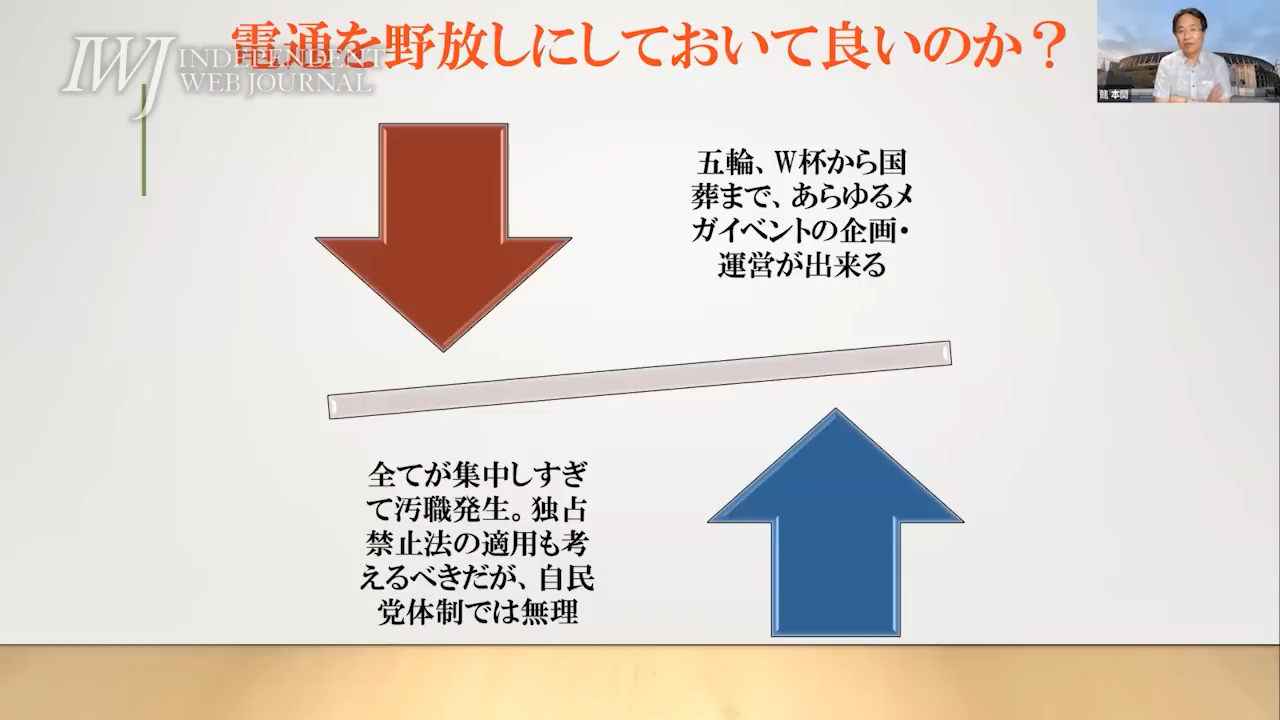 電通を野放しにしておいて良いのか？
IWJ INDEPENDENT
WEB JOURNAL
龍 本間
五輪、W杯から国
葬まで、あらゆるメ
ガイベントの企画・
運営が出来る
全てが集中しすぎ
て汚職発生。独占
禁止法の適用も考
えるべきだが、自民
党体制では無理